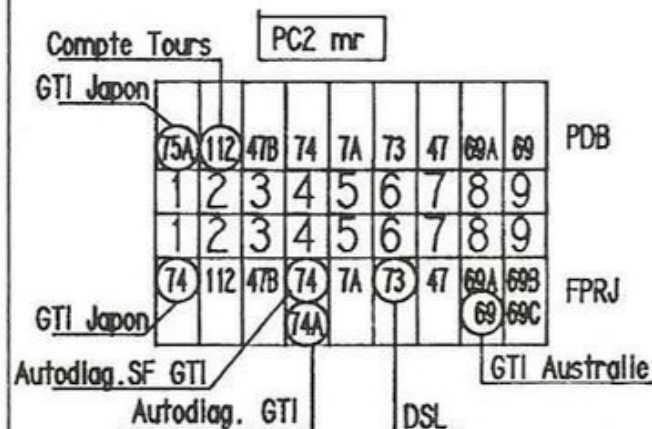 PC2 mr
Compte Tours
GTI Japon
75A 112 47B 74 7A 73 47 69A 69 PDB
1 2 3 4 5 6 7 8 9
1 2 3 4 5 6 7 8 9
74 112 47B 74 7A 73 47 69A 69B FPRJ
74A 69 69C
GTI Japon
Autodiag.SF GTI
GTI Australie
Autodiag. GTI
DSL